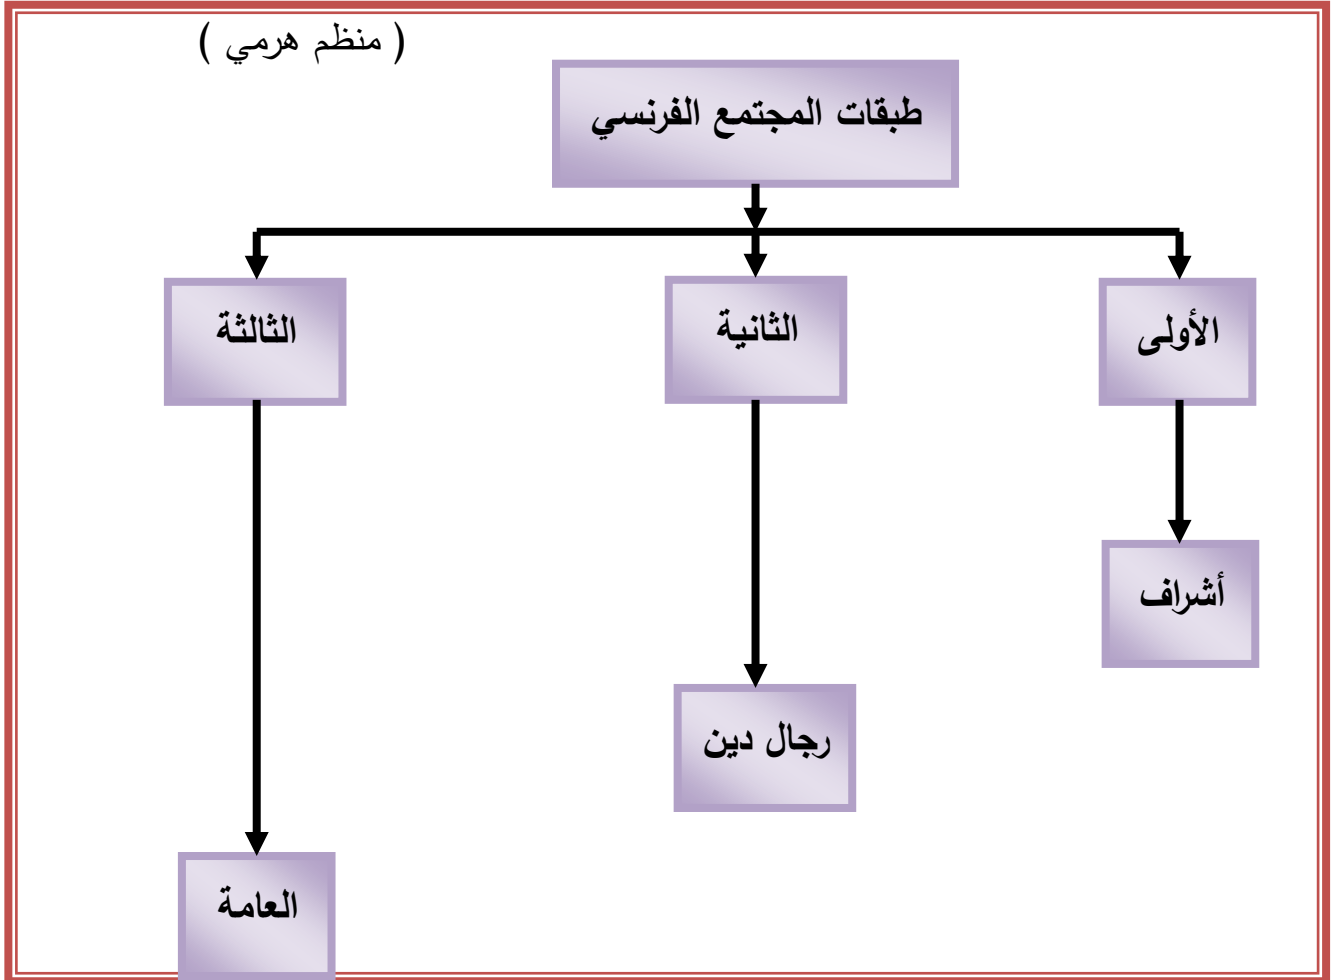 ( منظم هرمي )
طبقات المجتمع الفرنسي
الأولى
الثانية
الثالثة
أشراف
رجال دين
العامة